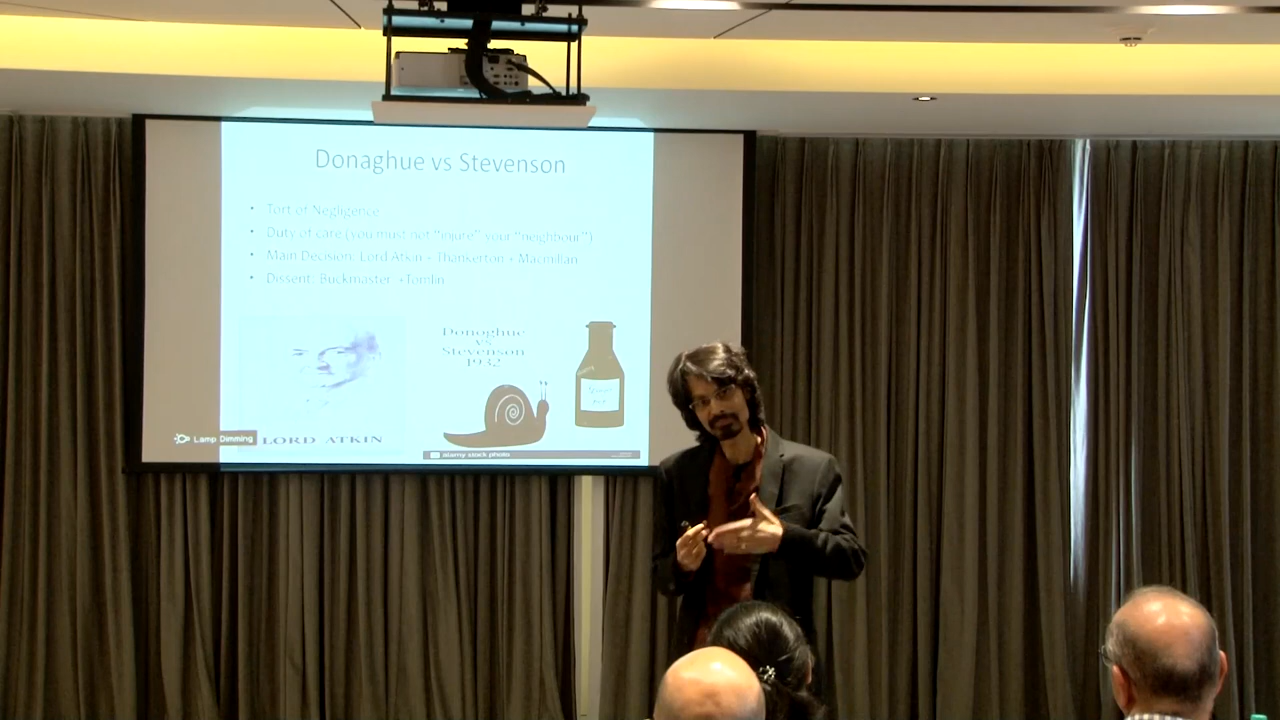 Donaghue vs Stevenson
• Tort of Negligence
• Duty of care (you must not "injure" your "neighbour")
• Main Decision: Lord Atkin + Thankerton + Macmillan
• Dissent: Buckmaster +Tomlin
Donoghue
vs
Stevenson
1932
Lamp Dimming
LORD ATKIN
alamy stock photo